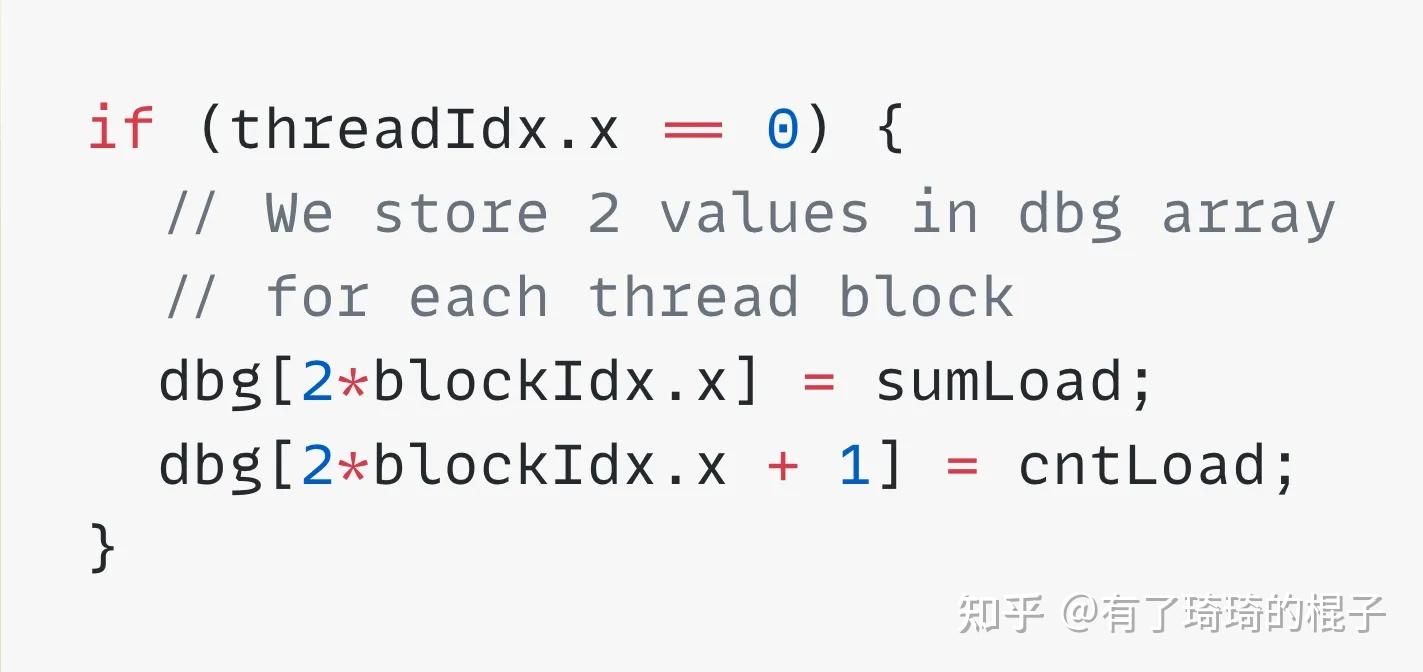 if (threadIdx.x == 0) {
// We store 2 values in dbg array
// for each thread block
dbg[2*blockIdx.x] = sumLoad;
dbg[2*blockIdx.x + 1] = cntLoad;
}
知乎 @有了琦琦的棍子